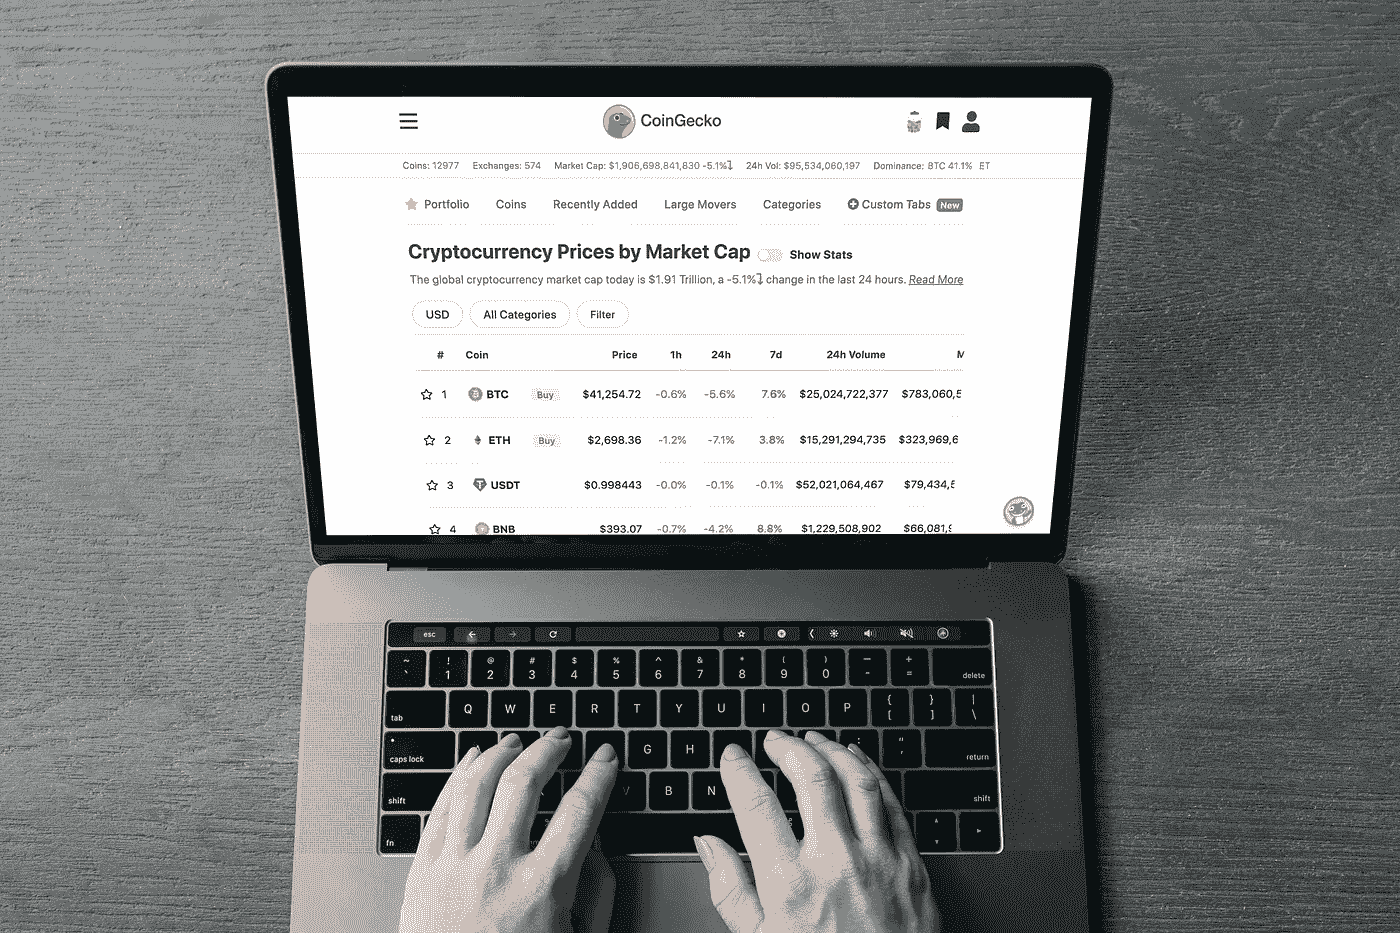 CoinGecko
Coins: 12977 Exchanges: 574 Market Cap: $1,906,698,841,830 -5.1% 24h Vol: $95,534,060,197 Dominance: BTC 41.1% ET
Portfolio Coins Recently Added Large Movers Categories Custom Tabs New
Cryptocurrency Prices by Market Cap Show Stats
The global cryptocurrency market cap today is $1.91 Trillion, a -5.1% change in the last 24 hours. Read More
USD All Categories Filter
# Coin Price 1h 24h 7d 24h Volume M
1 BTC Buy $41,254.72 -0.6% -5.6% 7.6% $25,024,722,377 $783,060,5
2 ETH Buy $2,698.36 -1.2% -7.1% 3.8% $15,291,294,735 $323,969,6
3 USDT $0.998443 -0.0% -0.1% -0.1% $52,021,064,467 $79,434,5
4 BNB $393.07 -0.7% -4.2% 8.8% $1,229,508,902 $66,081,9
esc
~ ! @ # $ % ^ & * ( ) — +
` 1 2 3 4 5 6 7 8 9 0 - = delete
tab Q W E R T Y U I O P { [ } ] | \
caps lock A G H : " ' return
shift V B N shift
fn